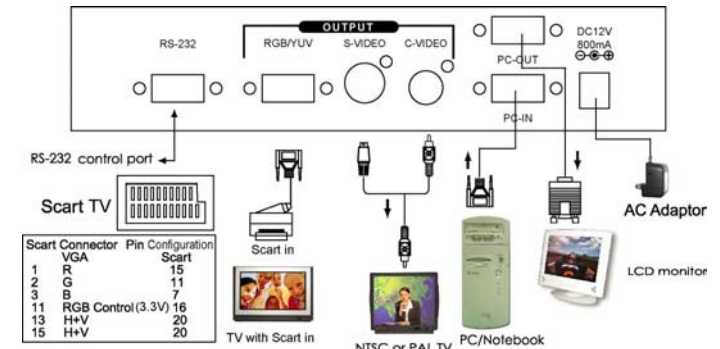 OUTPUT
RS-232
RGB/YUV
S-VIDEO
C-VIDEO
PC-OUT
DC12V
800mA
PC-IN
RS-232 control port
Scart TV
Scart Connector Pin Configuration
VGA Scart
1 R 15
2 G 11
3 B 7
11 RGB Control (3.3V) 16
13 H+V 20
15 H+V 20
Scart in
TV with Scart in
NTSC or PAL TV
PC/Notebook
LCD monitor
AC Adaptor